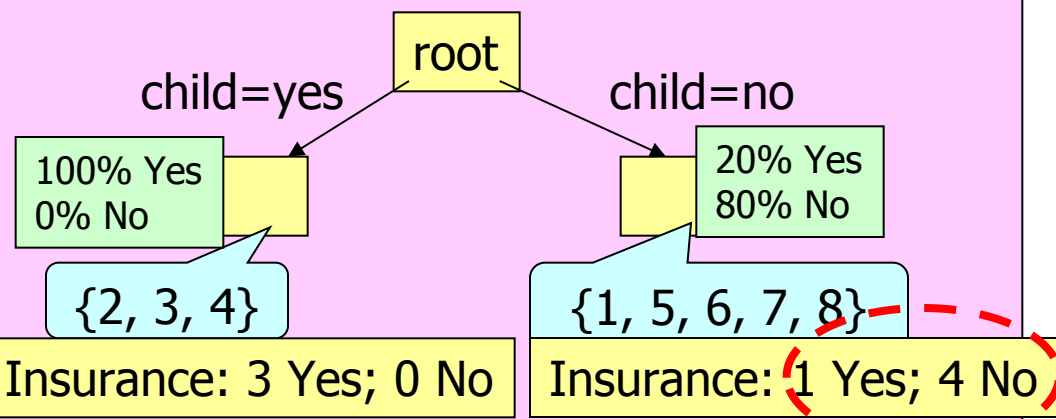 root
child=yes
child=no
100% Yes
0% No
20% Yes
80% No
{2, 3, 4}
{1, 5, 6, 7, 8}
Insurance: 3 Yes; 0 No
Insurance: 1 Yes; 4 No